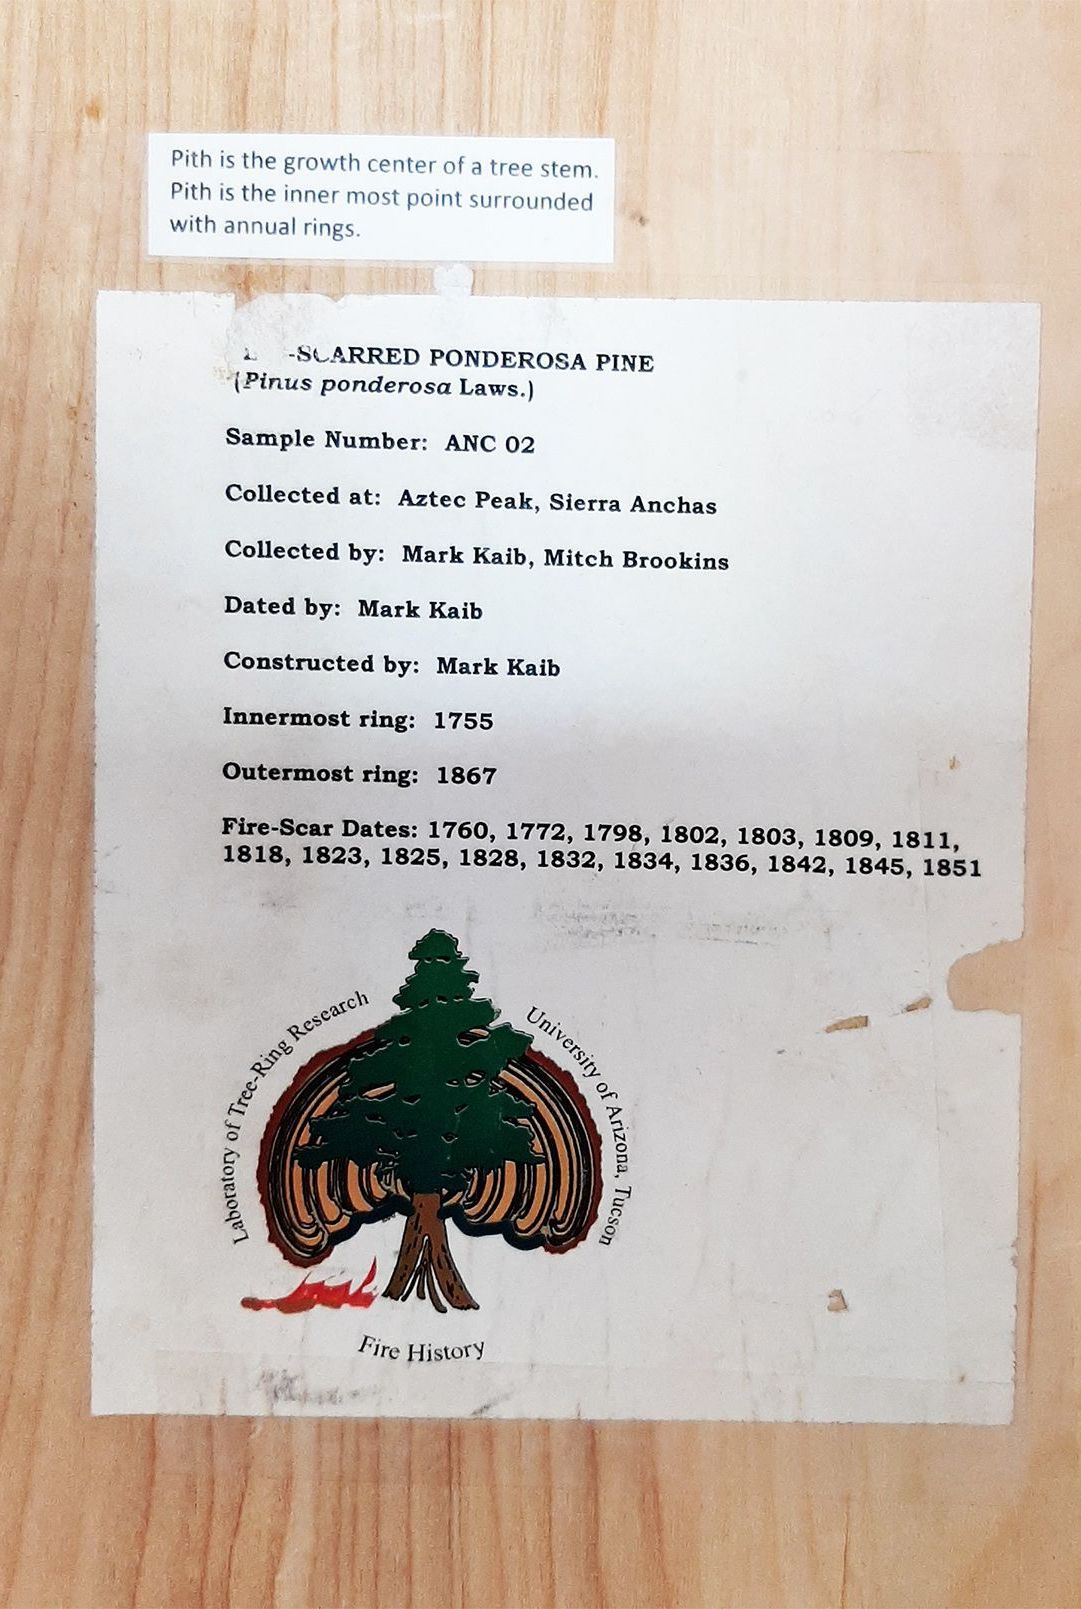 Pith is the growth center of a tree stem.
Pith is the inner most point surrounded
with annual rings.
-SCARRED PONDEROSA PINE
(Pinus ponderosa Laws.)
Sample Number: ANC 02
Collected at: Aztec Peak, Sierra Anchas
Collected by: Mark Kaib, Mitch Brookins
Dated by: Mark Kaib
Constructed by: Mark Kaib
Innermost ring: 1755
Outermost ring: 1867
Fire-Scar Dates: 1760, 1772, 1798, 1802, 1803, 1809, 1811,
1818, 1823, 1825, 1828, 1832, 1834, 1836, 1842, 1845, 1851
Laboratory of Tree-Ring Research
University of Arizona, Tucson
Fire History